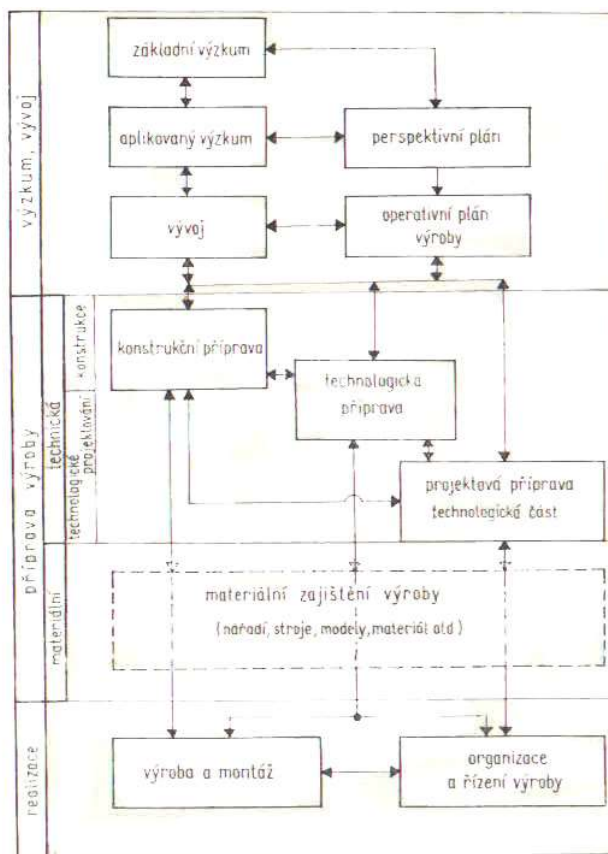 výzkum, vývoj
základní výzkum
aplikovaný výzkum
perspektivní plán
vývoj
operativní plán
výroby
příprava výroby
technická
konstrukce
konstrukční příprava
technologická
příprava
technologické
projektování
projektová příprava
technologická část
materiální
materiální zajištění výroby
(nářadí, stroje, modely, materiál atd)
realizace
výroba a montáž
organizace
a řízení výroby